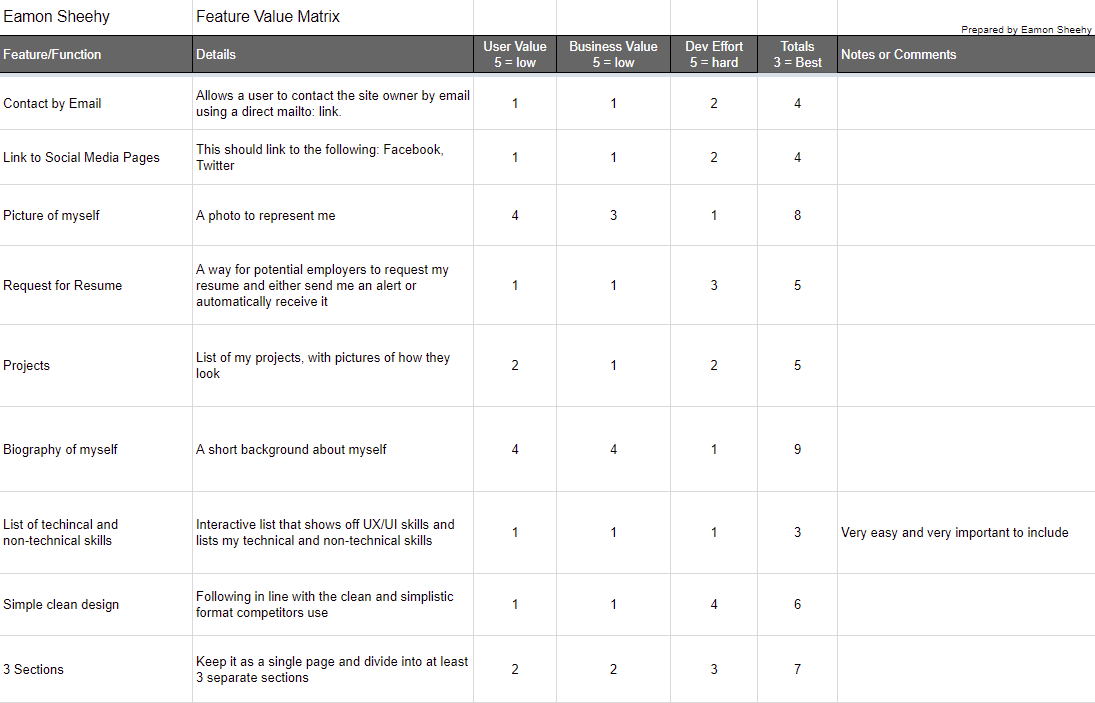 Eamon Sheehy Feature Value Matrix
Prepared by Eamon Sheehy
Feature/Function Details User Value 5 = low Business Value 5 = low Dev Effort 5 = hard Totals 3 = Best Notes or Comments
Contact by Email Allows a user to contact the site owner by email
using a direct mailto: link. 1 1 2 4
Link to Social Media Pages This should link to the following: Facebook,
Twitter 1 1 2 4
Picture of myself A photo to represent me 4 3 1 8
Request for Resume A way for potential employers to request my
resume and either send me an alert or
automatically receive it 1 1 3 5
Projects List of my projects, with pictures of how they
look 2 1 2 5
Biography of myself A short background about myself 4 4 1 9
List of techincal and
non-technical skills Interactive list that shows off UX/UI skills and
lists my technical and non-technical skills 1 1 1 3 Very easy and very important to include
Simple clean design Following in line with the clean and simplistic
format competitors use 1 1 4 6
3 Sections Keep it as a single page and divide into at least
3 separate sections 2 2 3 7